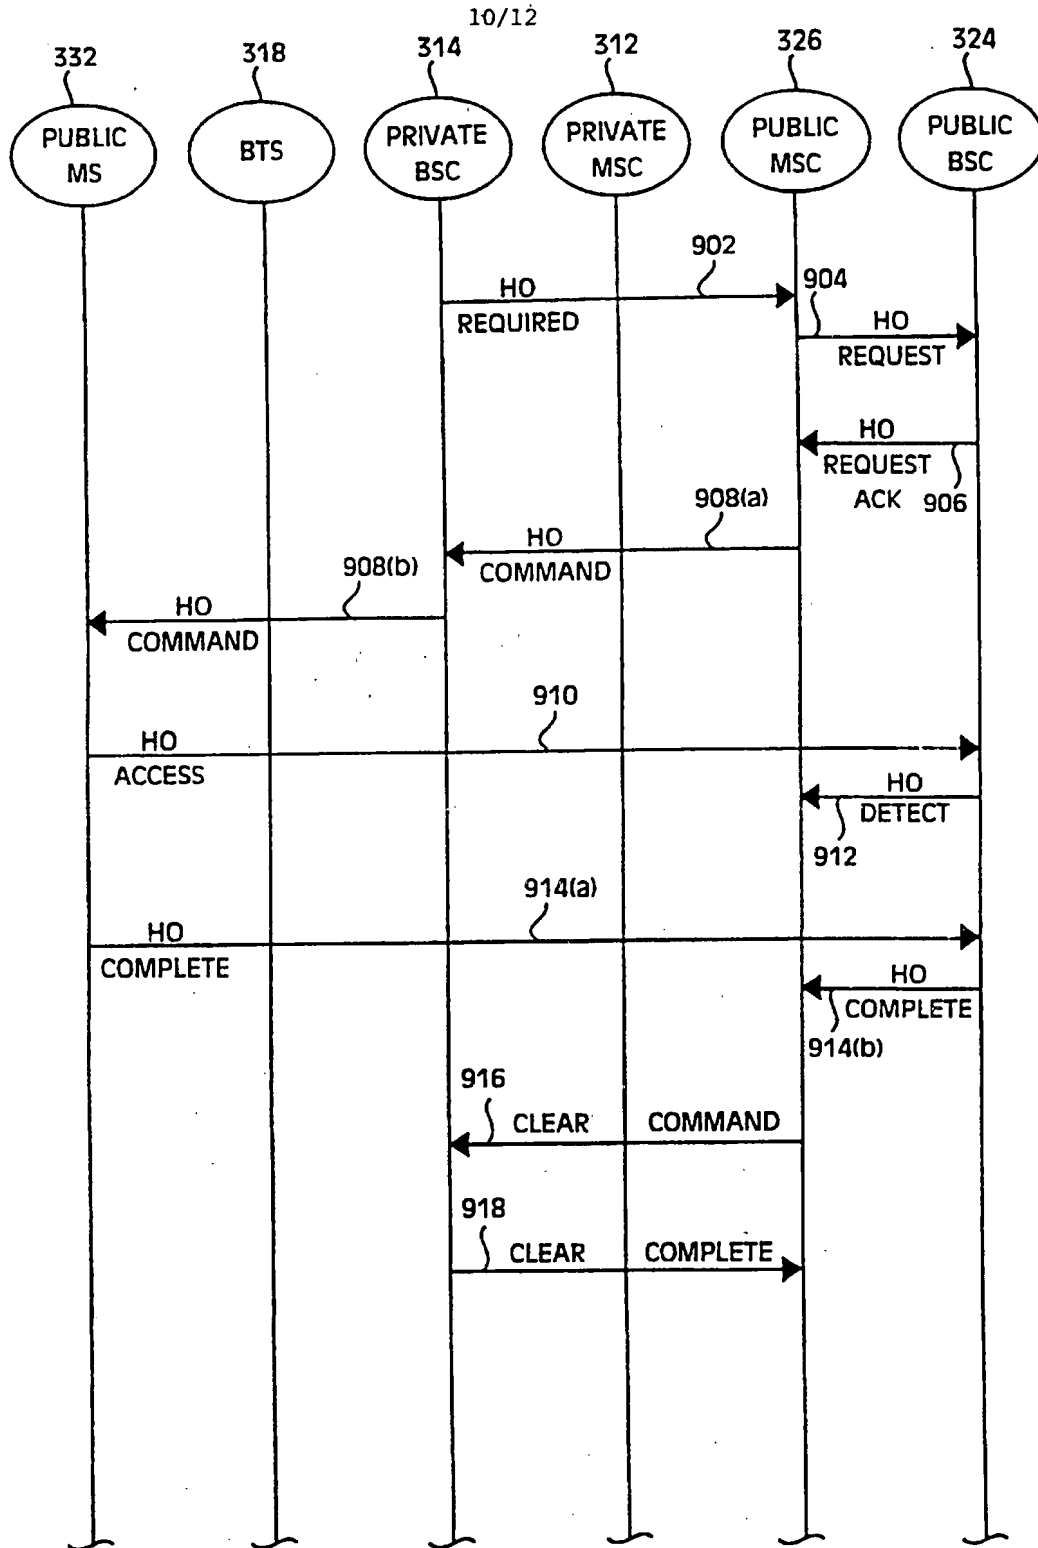 10/12
332
318
314
312
326
324
PUBLIC
MS
BTS
PRIVATE
BSC
PRIVATE
MSC
PUBLIC
MSC
PUBLIC
BSC
902
HO
REQUIRED
904
HO
REQUEST
HO
REQUEST
ACK
906
908(a)
HO
COMMAND
908(b)
HO
COMMAND
910
HO
ACCESS
HO
DETECT
912
914(a)
HO
COMPLETE
HO
COMPLETE
914(b)
916
CLEAR COMMAND
918
CLEAR COMPLETE